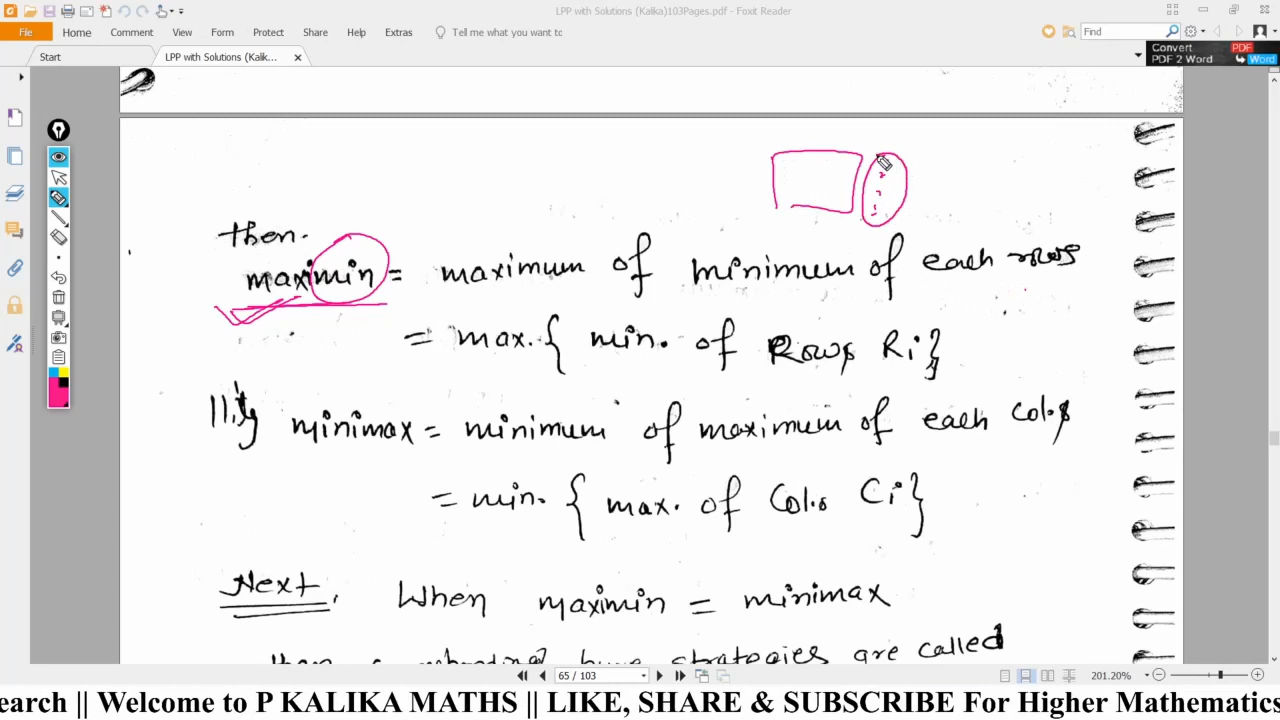 LPP with Solutions (Kalika)103Pages.pdf - Foxit Reader
File Home Comment View Form Protect Share Help Extras Tell me what you want to Find
Start LPP with Solutions (Kalik... Convert PDF
PDF 2 Word Word
then.
maximin = maximum of minimum of each rows
= max. { min. of Rows Ri }
ly minimax = minimum of maximum of each col.s
= min. { max. of Col.s Ci }
Next. When maximin = minimax
strategies are called
65 / 103 201.20%
earch || Welcome to P KALIKA MATHS || LIKE, SHARE & SUBSCRIBE For Higher Mathematics